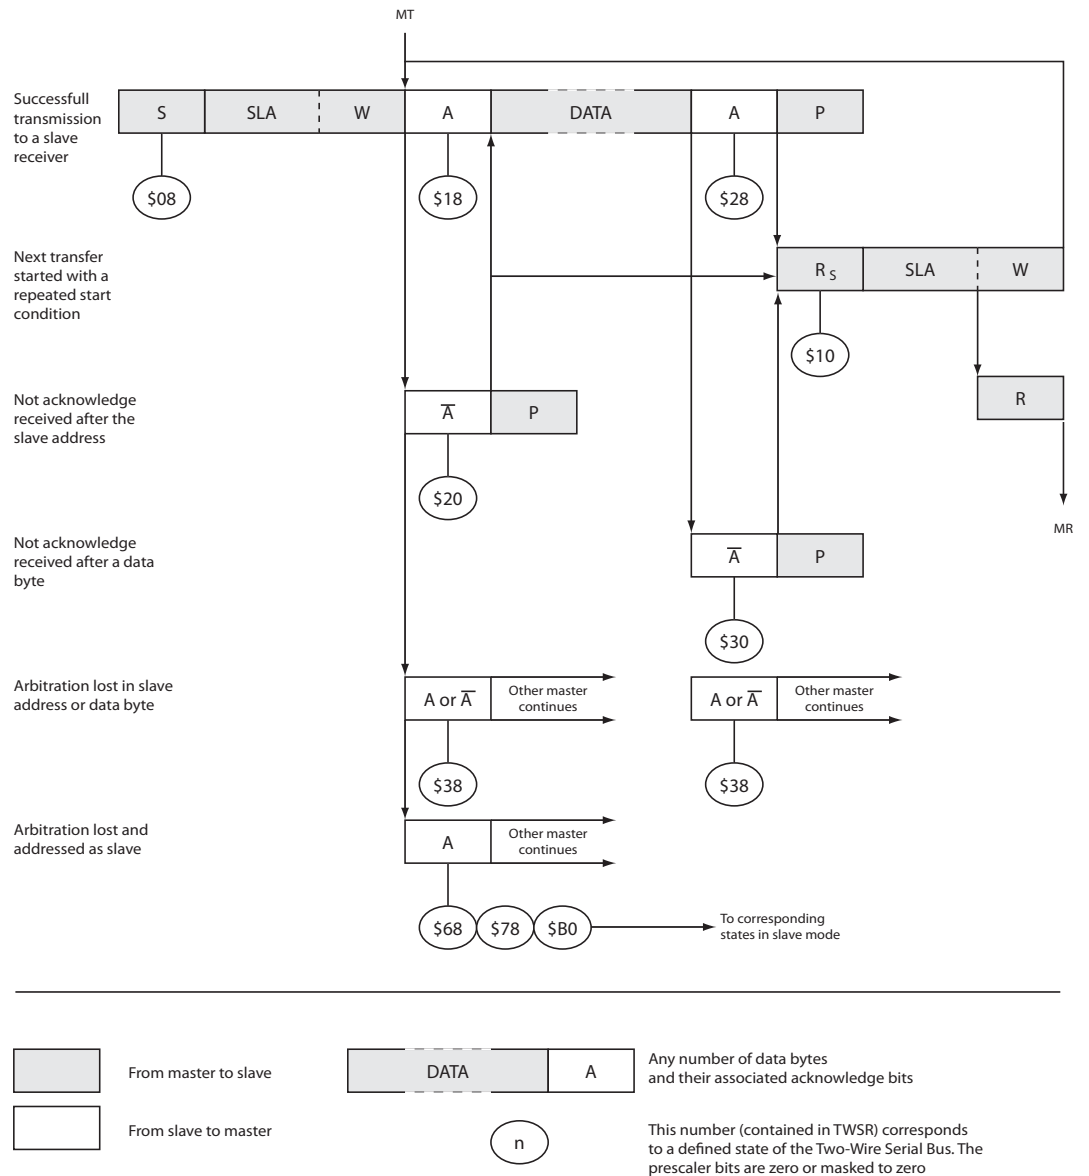 MT
Successfull
transmission
to a slave
receiver
S SLA W A DATA A P
$08 $18 $28
Next transfer
started with a
repeated start
condition
RS SLA W
$10
Not acknowledge
received after the
slave address
A̅ P
R
$20
MR
Not acknowledge
received after a data
byte
A̅ P
$30
Arbitration lost in slave
address or data byte
A or A̅ Other master
continues
A or A̅ Other master
continues
$38 $38
Arbitration lost and
addressed as slave
A Other master
continues
$68 $78 $B0
To corresponding
states in slave mode
From master to slave
DATA A
Any number of data bytes
and their associated acknowledge bits
From slave to master
n
This number (contained in TWSR) corresponds
to a defined state of the Two-Wire Serial Bus. The
prescaler bits are zero or masked to zero